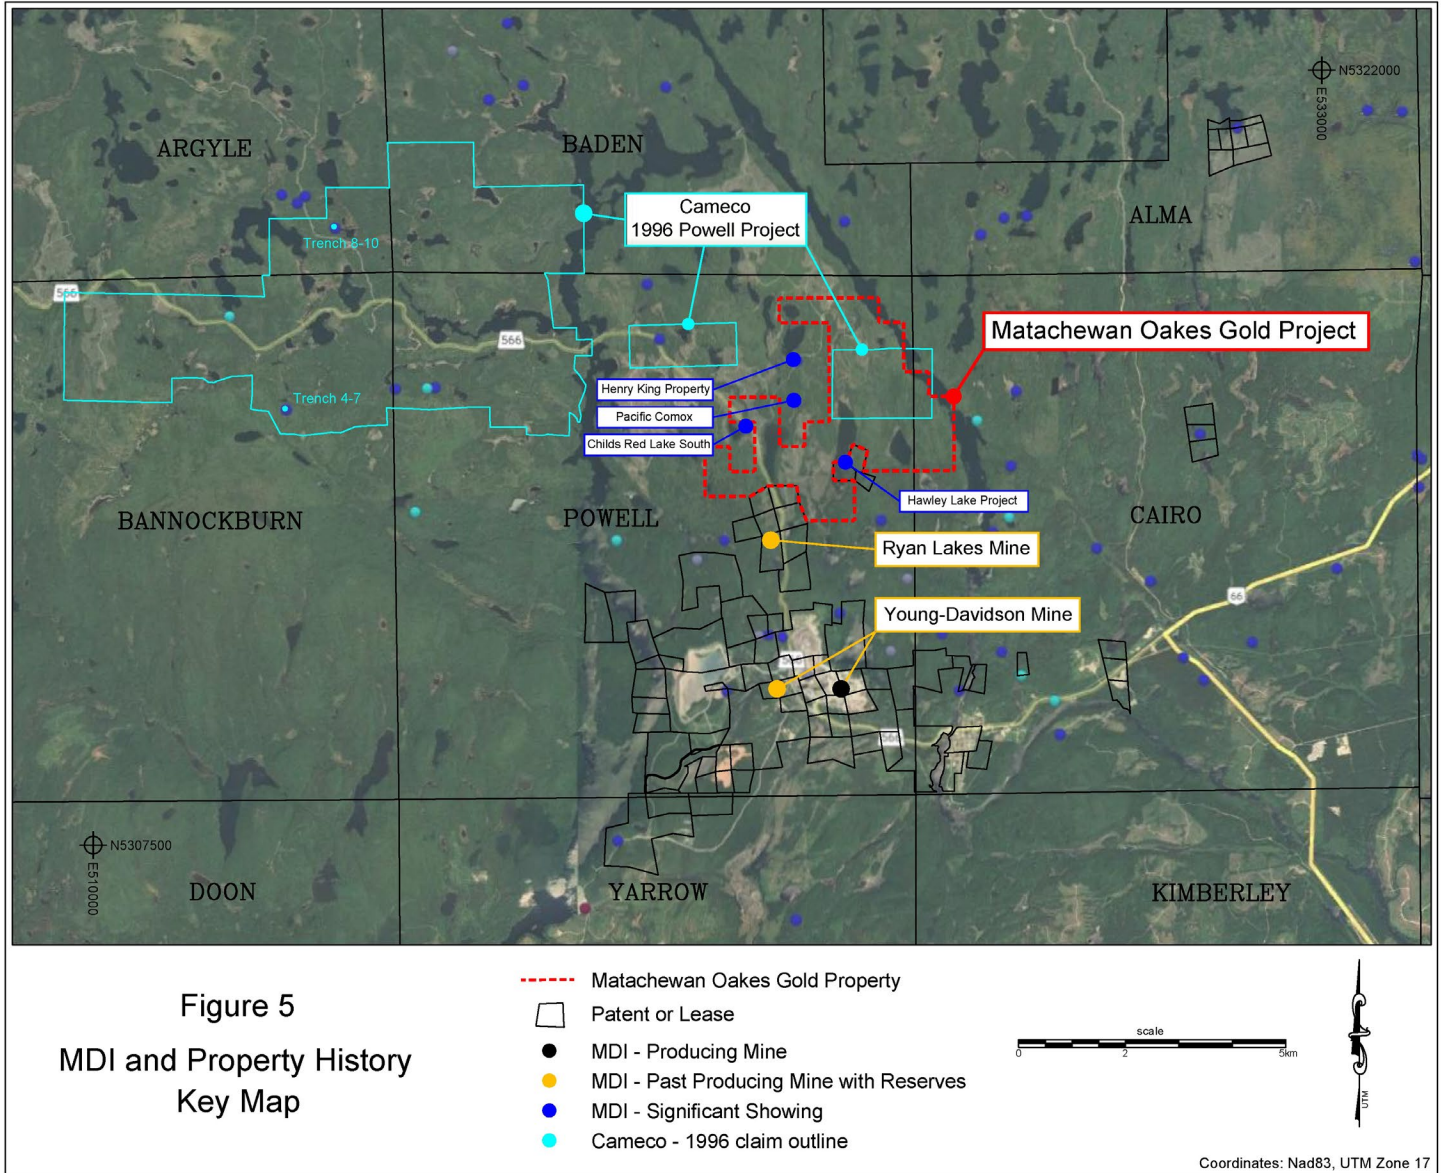 N5322000
E533000
ARGYLE
BADEN
ALMA
Cameco
1996 Powell Project
Trench 8-10
566
566
Matachewan Oakes Gold Project
Henry King Property
Pacific Comox
Trench 4-7
Childs Red Lake South
Hawley Lake Project
BANNOCKBURN
POWELL
CAIRO
Ryan Lakes Mine
66
Young-Davidson Mine
N5307500
E510000
DOON
YARROW
KIMBERLEY
Figure 5
MDI and Property History
Key Map
Matachewan Oakes Gold Property
Patent or Lease
MDI - Producing Mine
MDI - Past Producing Mine with Reserves
MDI - Significant Showing
Cameco - 1996 claim outline
scale
0 2 5km
UTM
Coordinates: Nad83, UTM Zone 17